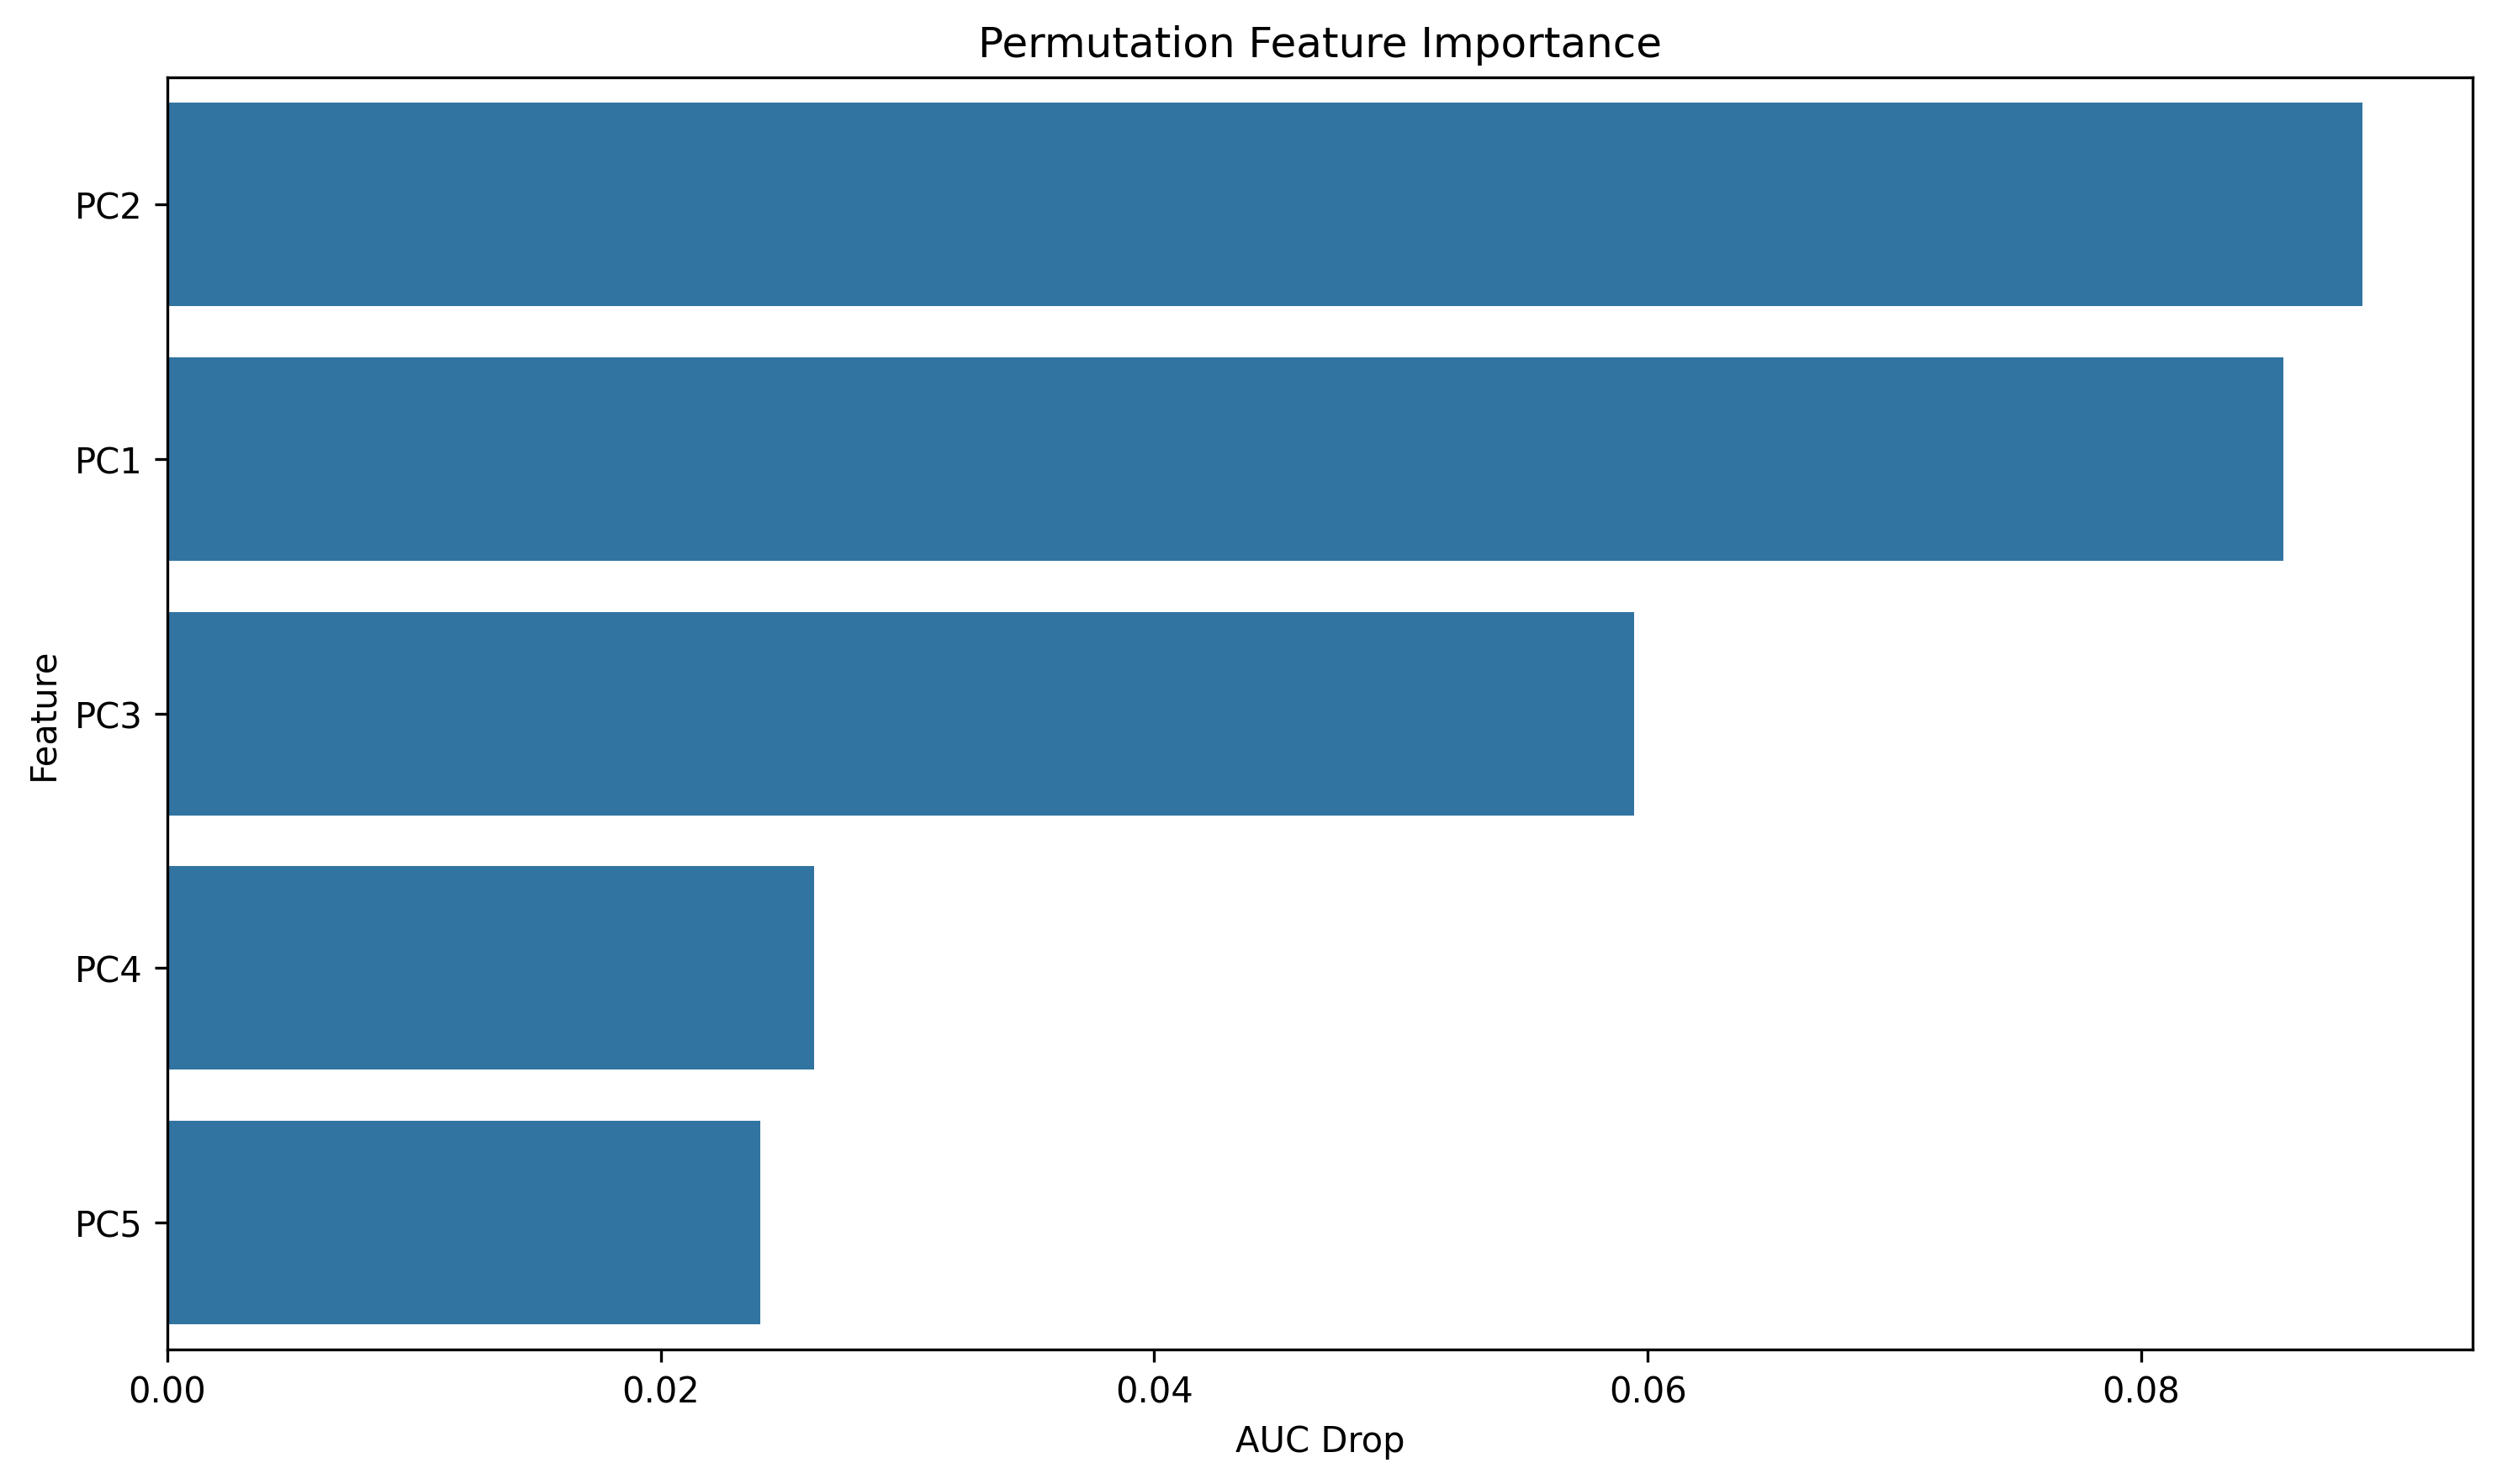 Permutation Feature Importance
PC2
PC1
PC3
PC4
PC5
Feature
0.00 0.02 0.04 0.06 0.08
AUC Drop